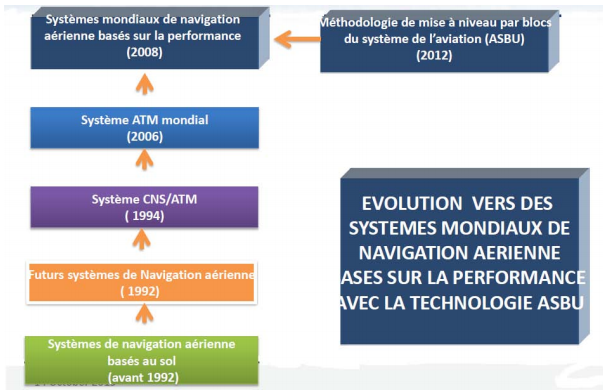 Systèmes mondiaux de navigation
aérienne basés sur la performance
(2008)
Méthodologie de mise à niveau par blocs
du système de l’aviation (ASBU)
(2012)
Système ATM mondial
(2006)
Système CNS/ATM
( 1994)
Futurs systèmes de Navigation aérienne
( 1992)
Systèmes de navigation aérienne
basés au sol
(avant 1992)
EVOLUTION VERS DES
SYSTEMES MONDIAUX DE
NAVIGATION AERIENNE
ASES SUR LA PERFORMANCE
AVEC LA TECHNOLOGIE ASBU